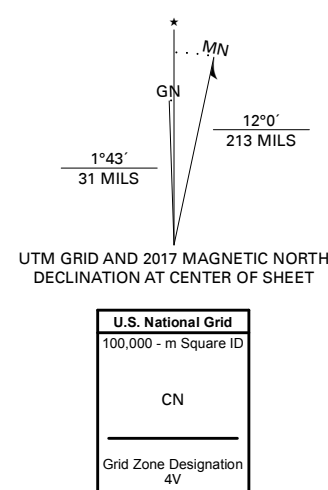 ★
MN
GN
12°0´
213 MILS
1°43´
31 MILS
UTM GRID AND 2017 MAGNETIC NORTH
DECLINATION AT CENTER OF SHEET
U.S. National Grid
100,000 - m Square ID
CN
Grid Zone Designation
4V